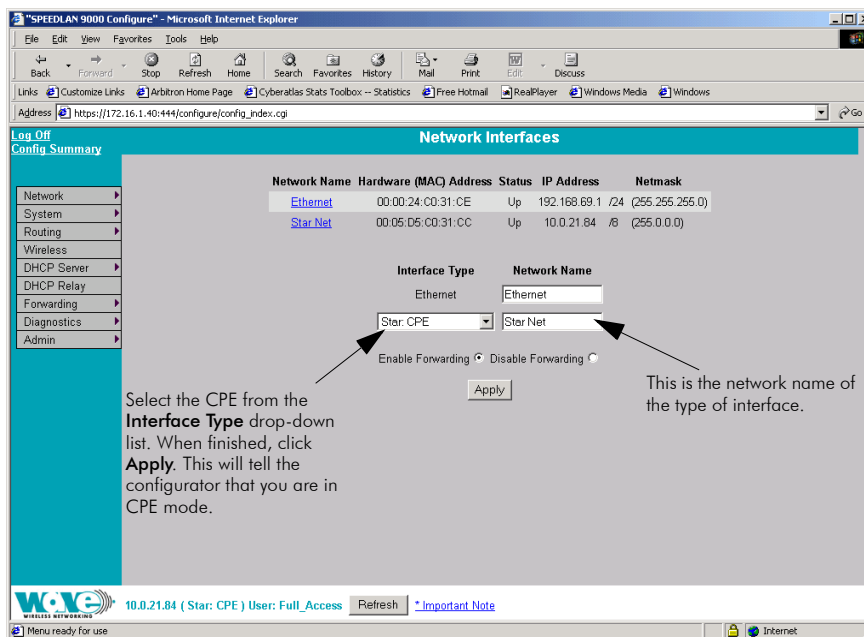 "SPEEDLAN 9000 Configure" - Microsoft Internet Explorer
File Edit View Favorites Tools Help
Back Forward Stop Refresh Home Search Favorites History Mail Print Edit Discuss
Links Customize Links Arbitron Home Page Cyberatlas Stats Toolbox -- Statistics Free Hotmail RealPlayer Windows Media Windows
Address https://172.16.1.40:444/configure/config_index.cgi Go
Log Off
Config Summary
Network Interfaces
Network
System
Routing
Wireless
DHCP Server
DHCP Relay
Forwarding
Diagnostics
Admin
Network Name Hardware (MAC) Address Status IP Address Netmask
Ethernet 00:00:24:C0:31:CE Up 192.168.69.1 /24 (255.255.255.0)
Star Net 00:05:D5:C0:31:CC Up 10.0.21.84 /8 (255.0.0.0)
Interface Type Network Name
Ethernet Ethernet
Star: CPE Star Net
Enable Forwarding Disable Forwarding
Apply
Select the CPE from the
Interface Type drop-down
list. When finished, click
Apply. This will tell the
configurator that you are in
CPE mode.
This is the network name of
the type of interface.
WAVE
WIRELESS NETWORKING
10.0.21.84 ( Star: CPE ) User: Full_Access Refresh * Important Note
Menu ready for use Internet